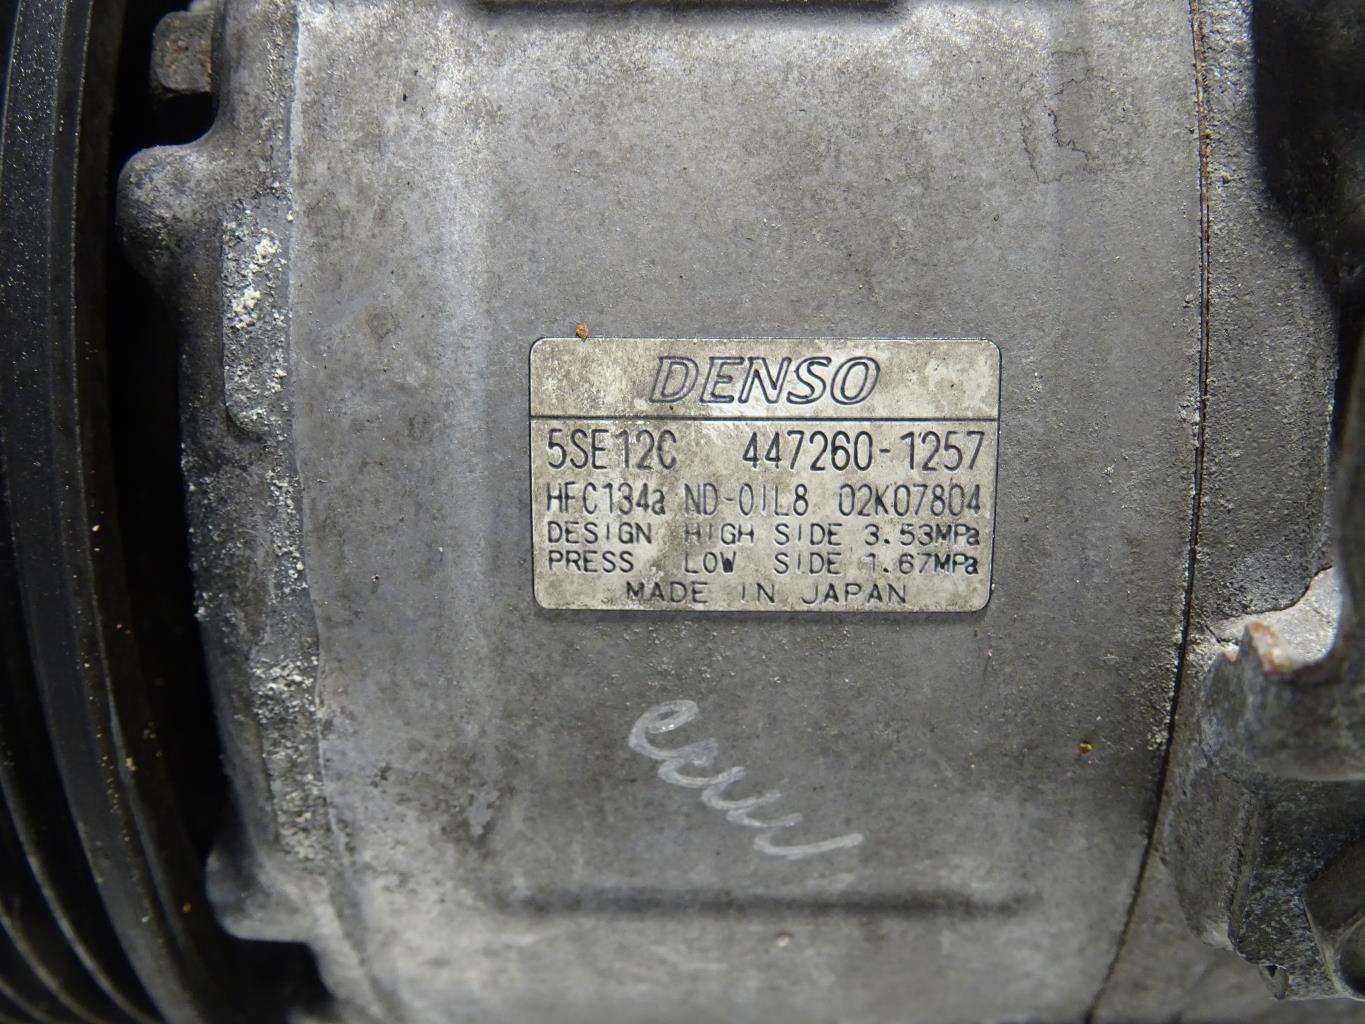 DENSO
5SE12C 447260-1257
HFC134a ND-OIL8 02K07804
DESIGN HIGH SIDE 3.53MPa
PRESS LOW SIDE 1.67MPa
MADE IN JAPAN